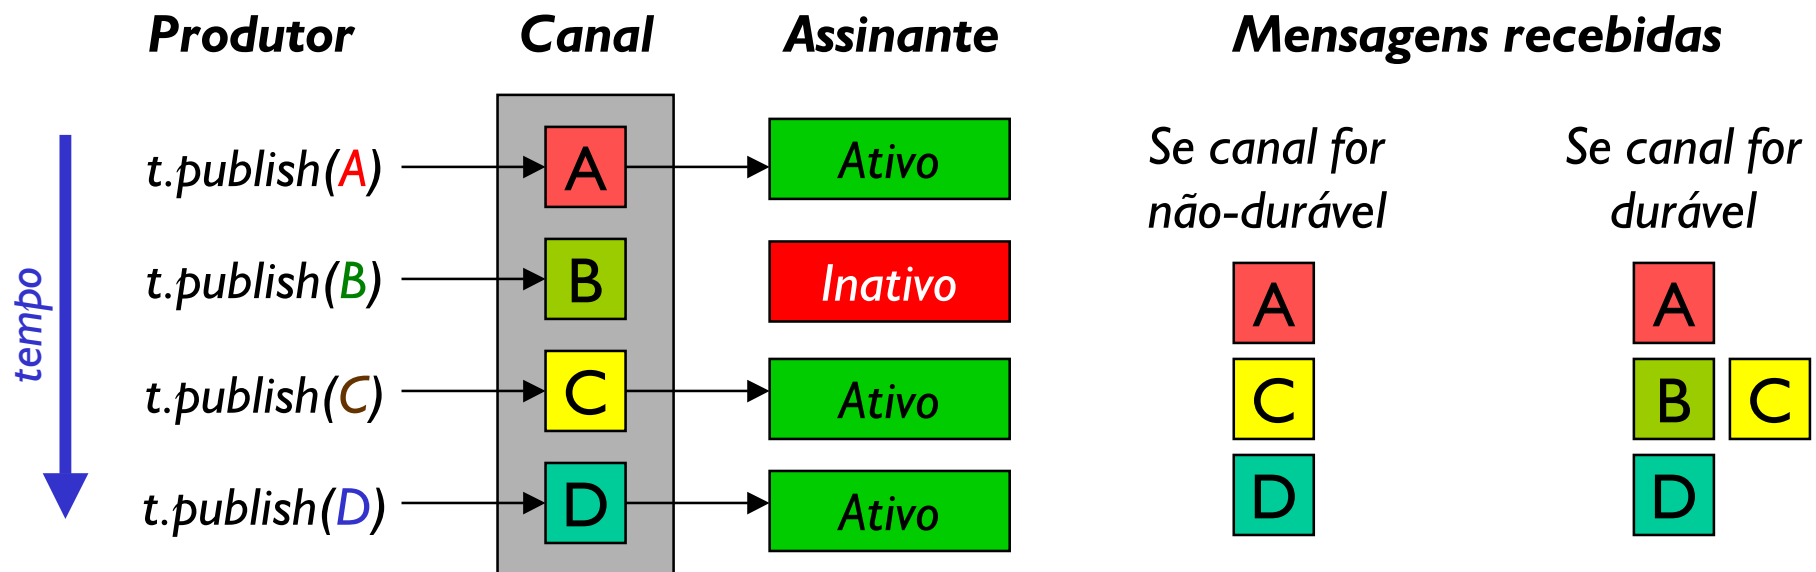 Produtor Canal Assinante Mensagens recebidas
Se canal for não-durável
Se canal for durável
tempo
t.publish(A) A Ativo
t.publish(B) B Inativo
t.publish(C) C Ativo
t.publish(D) D Ativo
A A
C B C
D D